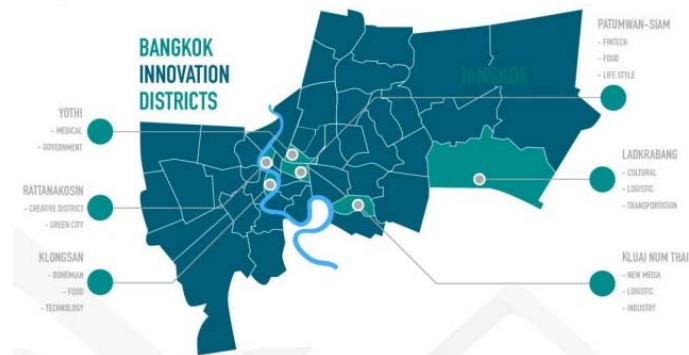 BANGKOK
INNOVATION
DISTRICTS
YOTHI
- MEDICAL
- GOVERNMENT
RATTANAKOSIN
- CREATIVE DISTRICT
- GREEN CITY
KLONGSAN
- BOHEMIAN
- FOOD
- TECHNOLOGY
BANGKOK
PATUMWAN-SIAM
- FINTECH
- FOOD
- LIFE STYLE
LADKRABANG
- CULTURAL
- LOGISTIC
- TRANSPORTATION
KLUAI NUM THAI
- NEW MEDIA
- LOGISTIC
- INDUSTRY